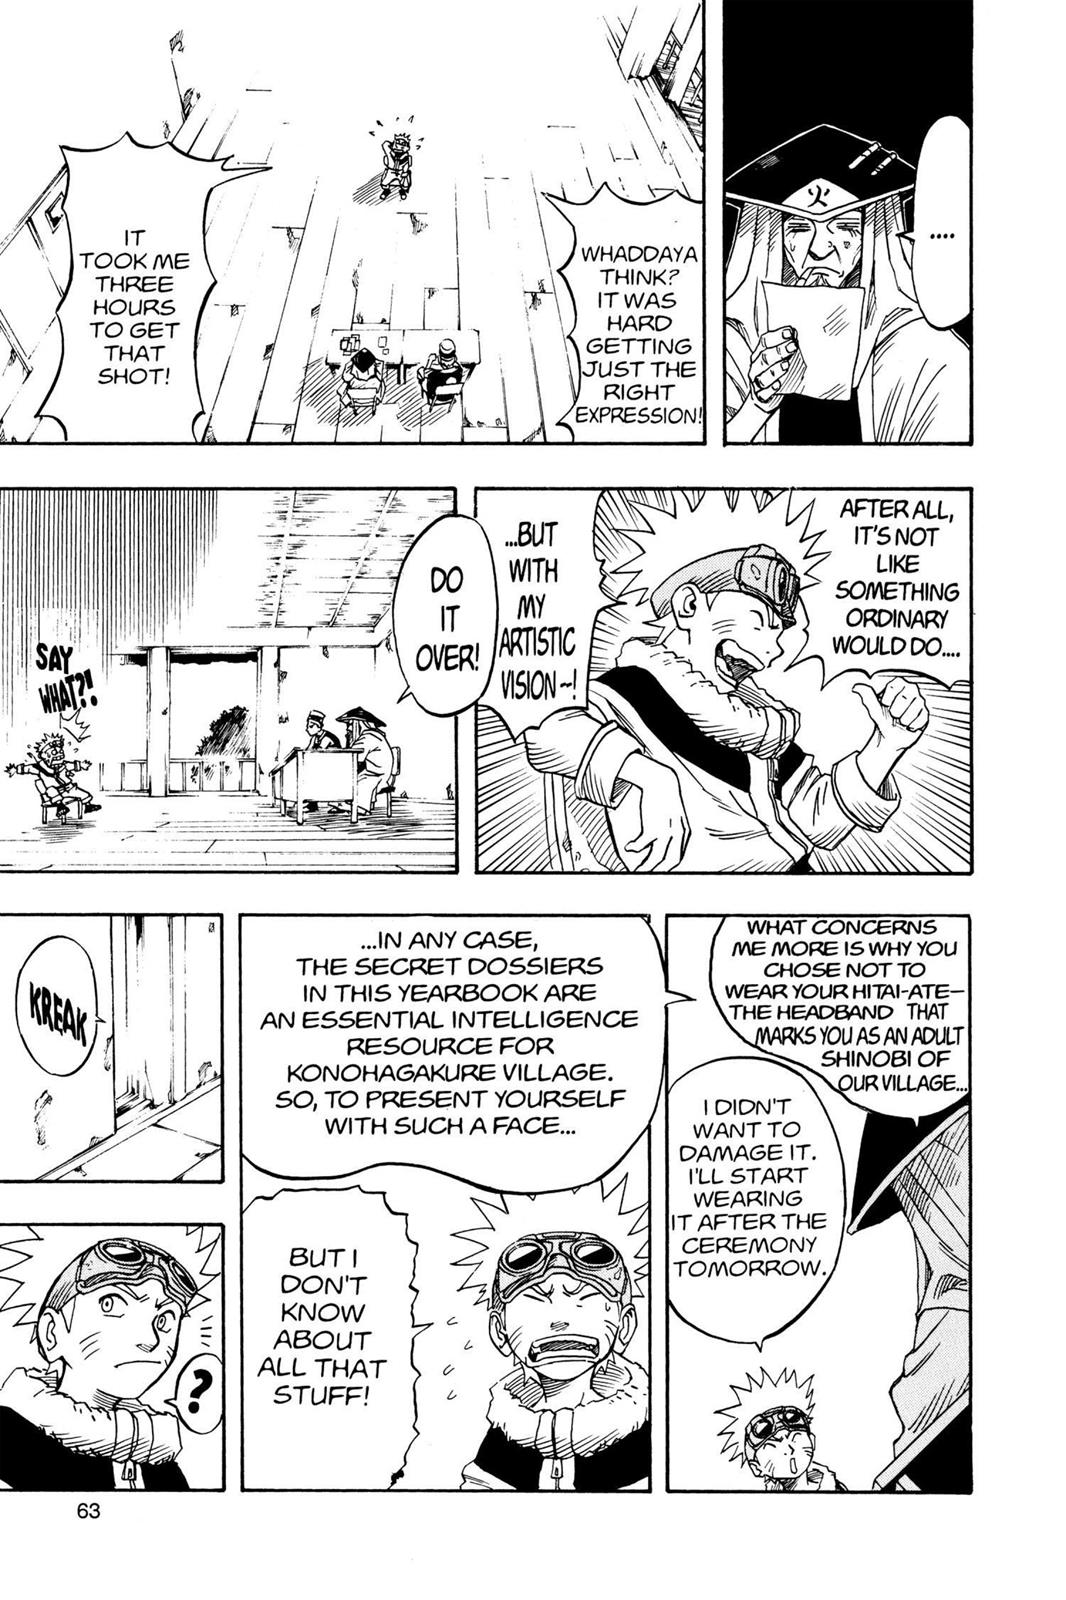 ....
火
WHADDAYA
THINK?
IT WAS
HARD
GETTING
JUST THE
RIGHT
EXPRESSION!
IT
TOOK ME
THREE
HOURS
TO GET
THAT
SHOT!
AFTER ALL,
IT'S NOT
LIKE
SOMETHING
ORDINARY
WOULD DO....
...BUT
WITH
MY
ARTISTIC
VISION~!
DO
IT
OVER!
SAY
WHAT?!
WHAT CONCERNS
ME MORE IS WHY YOU
CHOSE NOT TO
WEAR YOUR HITAI-ATE—
THE HEADBAND THAT
MARKS YOU AS AN ADULT
SHINOBI OF
OUR VILLAGE...
I DIDN'T
WANT TO
DAMAGE IT.
I'LL START
WEARING
IT AFTER THE
CEREMONY
TOMORROW.
...IN ANY CASE,
THE SECRET DOSSIERS
IN THIS YEARBOOK ARE
AN ESSENTIAL INTELLIGENCE
RESOURCE FOR
KONOHAGAKURE VILLAGE.
SO, TO PRESENT YOURSELF
WITH SUCH A FACE...
BUT I
DON'T
KNOW
ABOUT
ALL THAT
STUFF!
KREAK
?
63